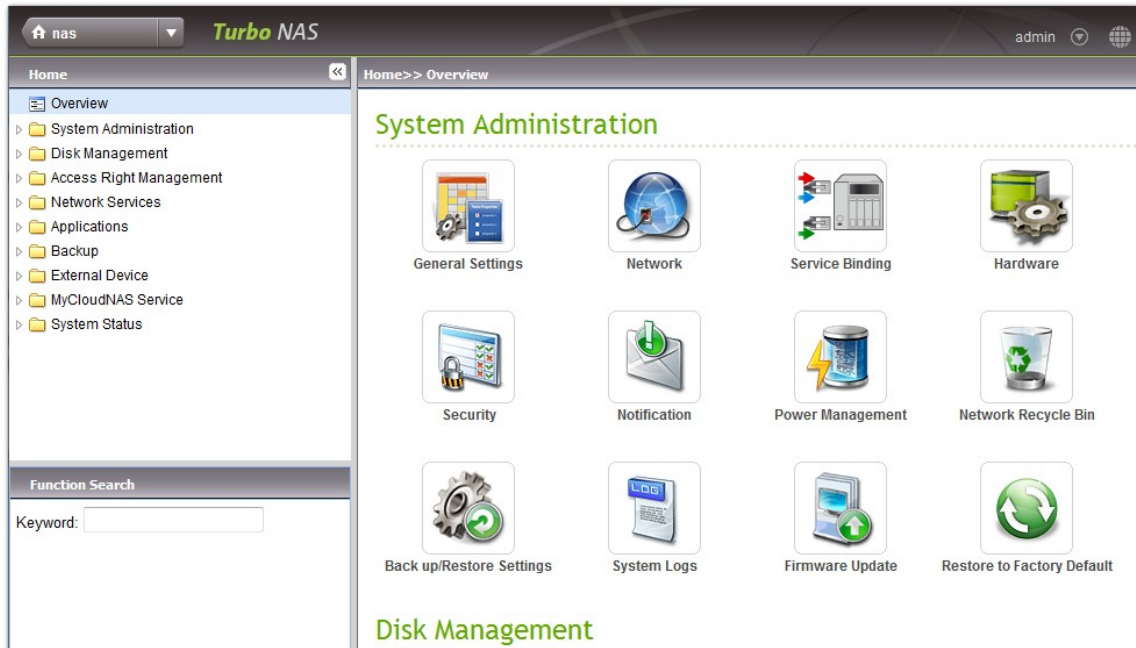 nas
Turbo NAS
admin
Home
Home>> Overview
Overview
System Administration
Disk Management
Access Right Management
Network Services
Applications
Backup
External Device
MyCloudNAS Service
System Status
Function Search
Keyword:
System Administration
General Settings
Network
Service Binding
Hardware
Security
Notification
Power Management
Network Recycle Bin
LOG
Back up/Restore Settings
System Logs
Firmware Update
Restore to Factory Default
Disk Management